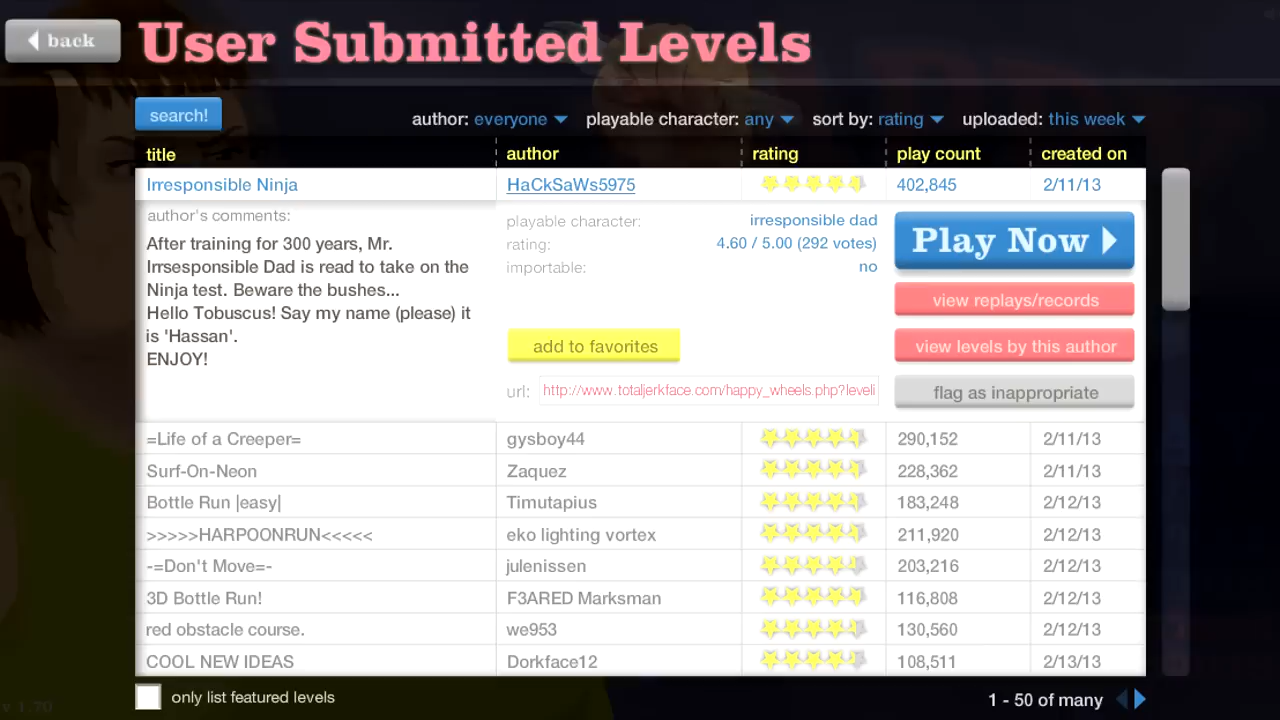 back
User Submitted Levels
search!
author: everyone playable character: any sort by: rating uploaded: this week
title author rating play count created on
Irresponsible Ninja HaCkSaWs5975 402,845 2/11/13
author's comments:
After training for 300 years, Mr.
Irrsesponsible Dad is read to take on the
Ninja test. Beware the bushes...
Hello Tobuscus! Say my name (please) it
is 'Hassan'.
ENJOY!
playable character: irresponsible dad
rating: 4.60 / 5.00 (292 votes)
importable: no
add to favorites
url: http://www.totaljerkface.com/happy_wheels.php?leveli
Play Now
view replays/records
view levels by this author
flag as inappropriate
=Life of a Creeper= gysboy44 290,152 2/11/13
Surf-On-Neon Zaquez 228,362 2/11/13
Bottle Run |easy| Timutapius 183,248 2/12/13
>>>>>HARPOONRUN<<<<< eko lighting vortex 211,920 2/12/13
-=Don't Move=- julenissen 203,216 2/12/13
3D Bottle Run! F3ARED Marksman 116,808 2/12/13
red obstacle course. we953 130,560 2/12/13
COOL NEW IDEAS Dorkface12 108,511 2/13/13
only list featured levels
1 - 50 of many
v 1.70